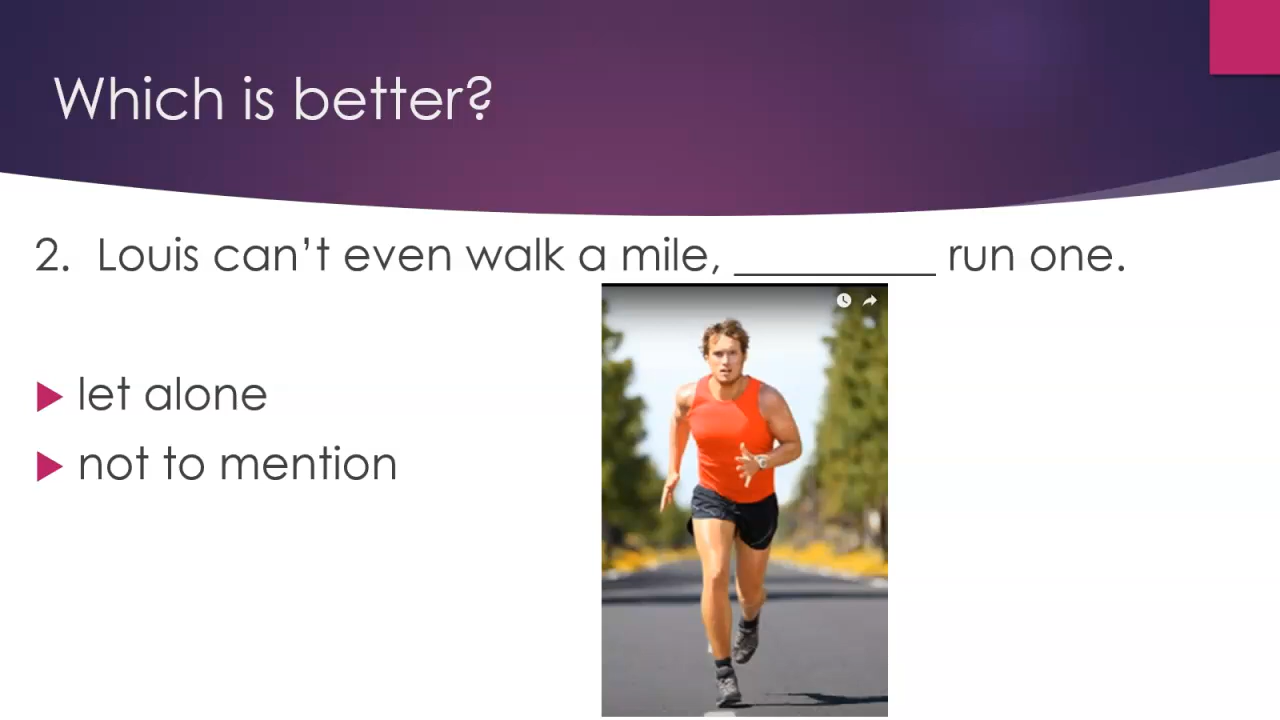 Which is better?
2. Louis can’t even walk a mile, _________ run one.
let alone
not to mention